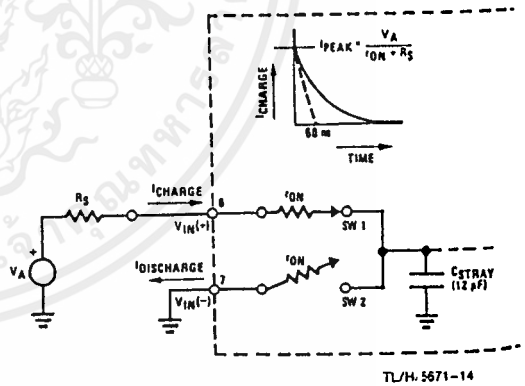 IPEAK = VA / rON + RS
ICHARGE
60 ns
TIME
RS
ICHARGE
6
rON
SW 1
VIN(+)
VA
+
IDISCHARGE
7
rON
VIN(−)
SW 2
CSTRAY
(12 pF)
TL/H/5671–14